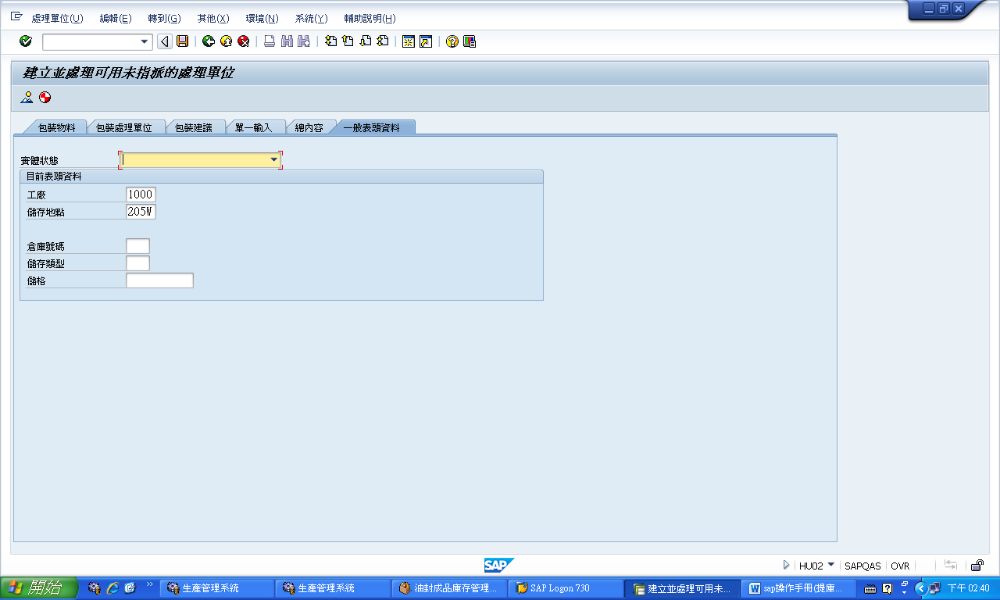 處理單位(U) 編輯(E) 轉到(G) 其他(X) 環境(N) 系統(Y) 輔助說明(H)
建立並處理可用未指派的處理單位
包裝物料 包裝處理單位 包裝建議 單一輸入 總內容 一般表頭資料
實體狀態
目前表頭資料
工廠 1000
儲存地點 205W
倉庫號碼
儲存類型
儲格
SAP
HU02 SAPQAS OVR
開始 生產管理系統 生產管理系統 油封成品庫存管理... SAP Logon 730 建立並處理可用未... sap操作手冊(提庫... 下午 02:40